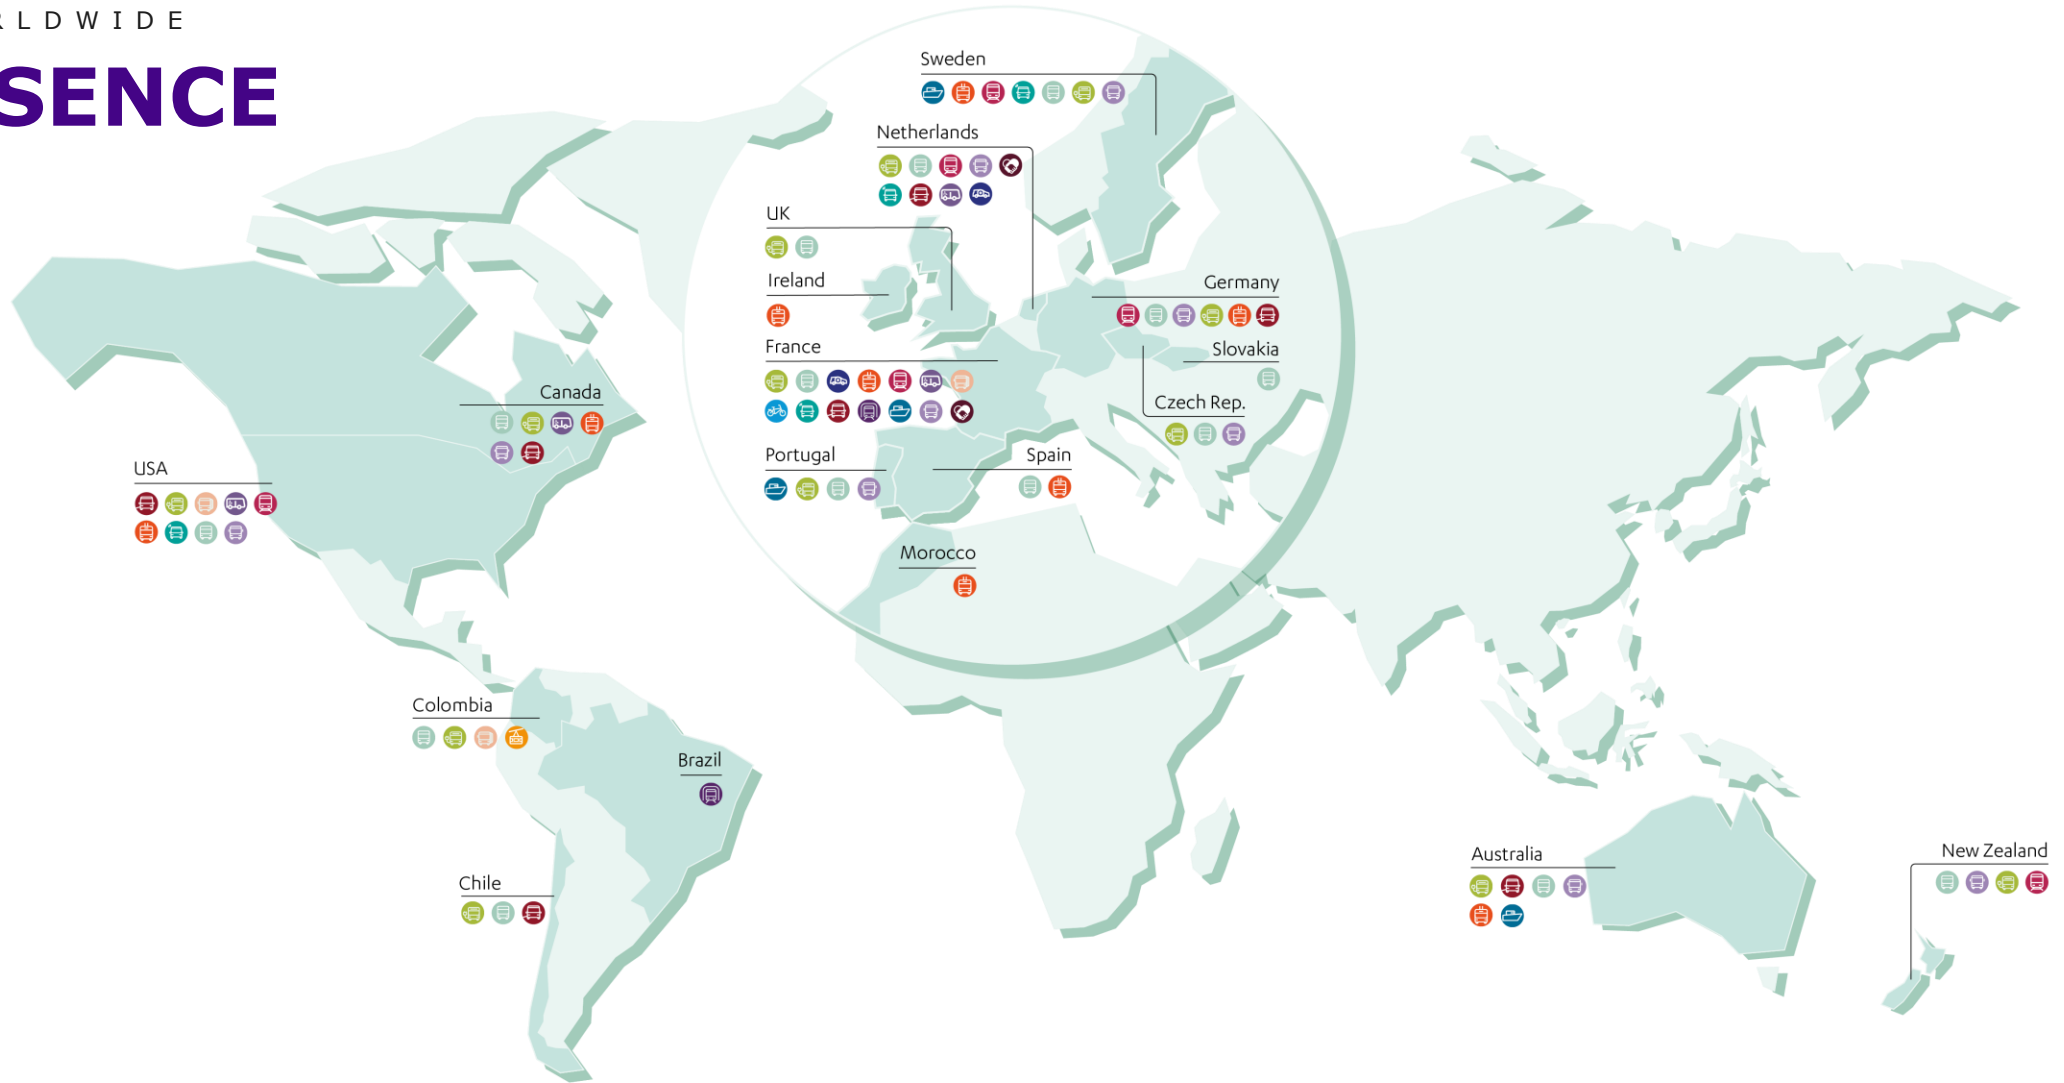 RLDWIDE
SENCE
Sweden
Netherlands
UK
Ireland
Germany
France
Slovakia
Canada
Czech Rep.
Portugal
Spain
USA
Morocco
Colombia
Brazil
Chile
Australia
New Zealand